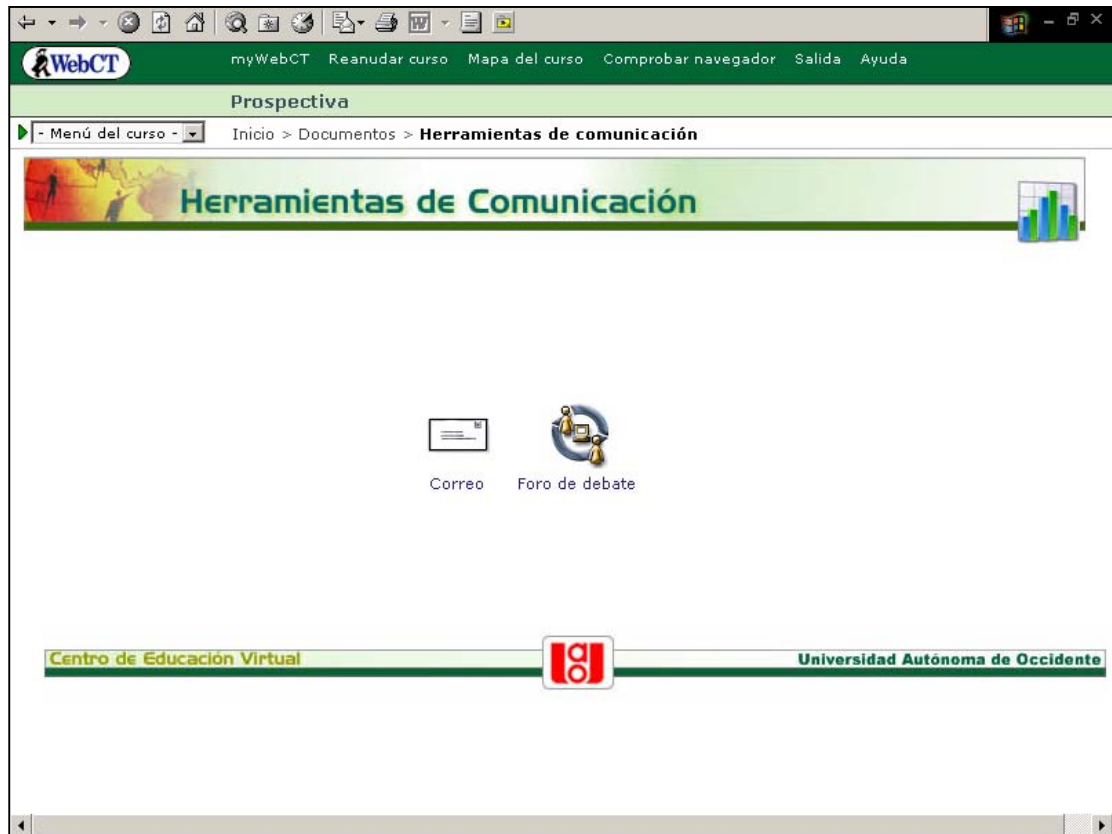 WebCT
myWebCT Reanudar curso Mapa del curso Comprobar navegador Salida Ayuda
Prospectiva
- Menú del curso -
Inicio > Documentos > Herramientas de comunicación
Herramientas de Comunicación
Correo Foro de debate
Centro de Educación Virtual
Universidad Autónoma de Occidente